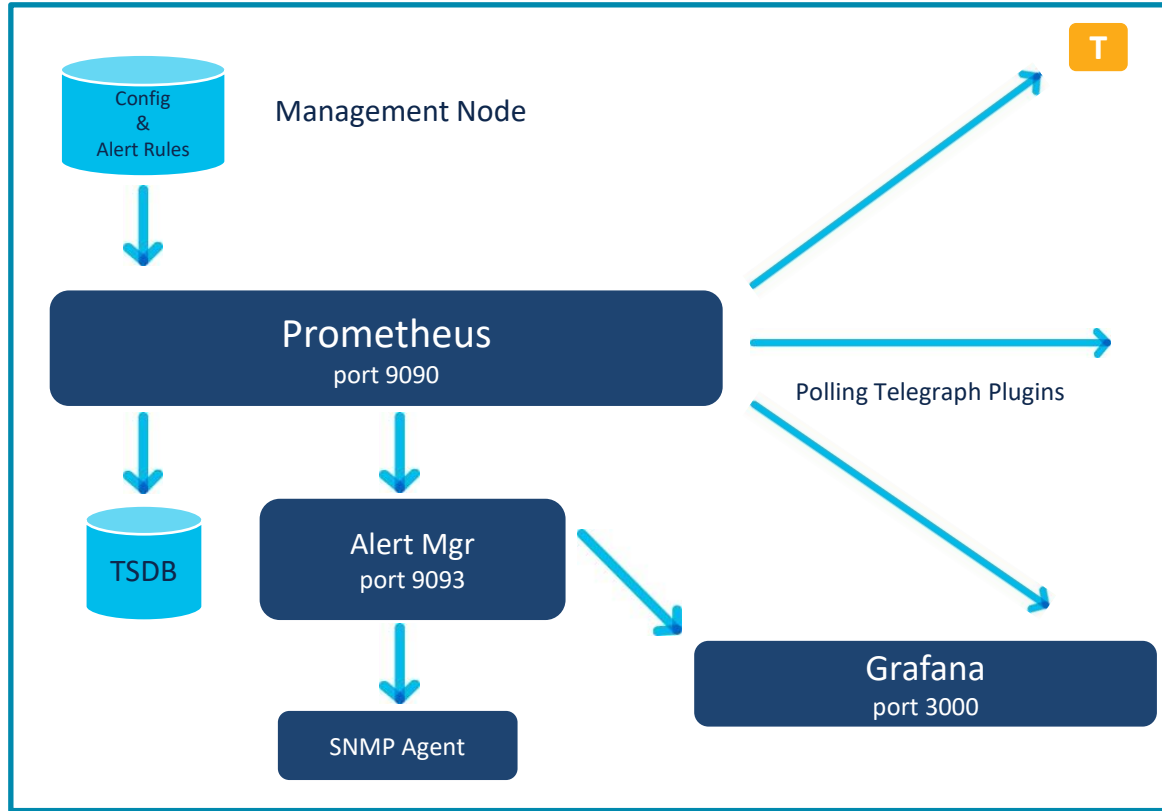 T
Config
&
Alert Rules
Management Node
Prometheus
port 9090
Polling Telegraph Plugins
TSDB
Alert Mgr
port 9093
Grafana
port 3000
SNMP Agent